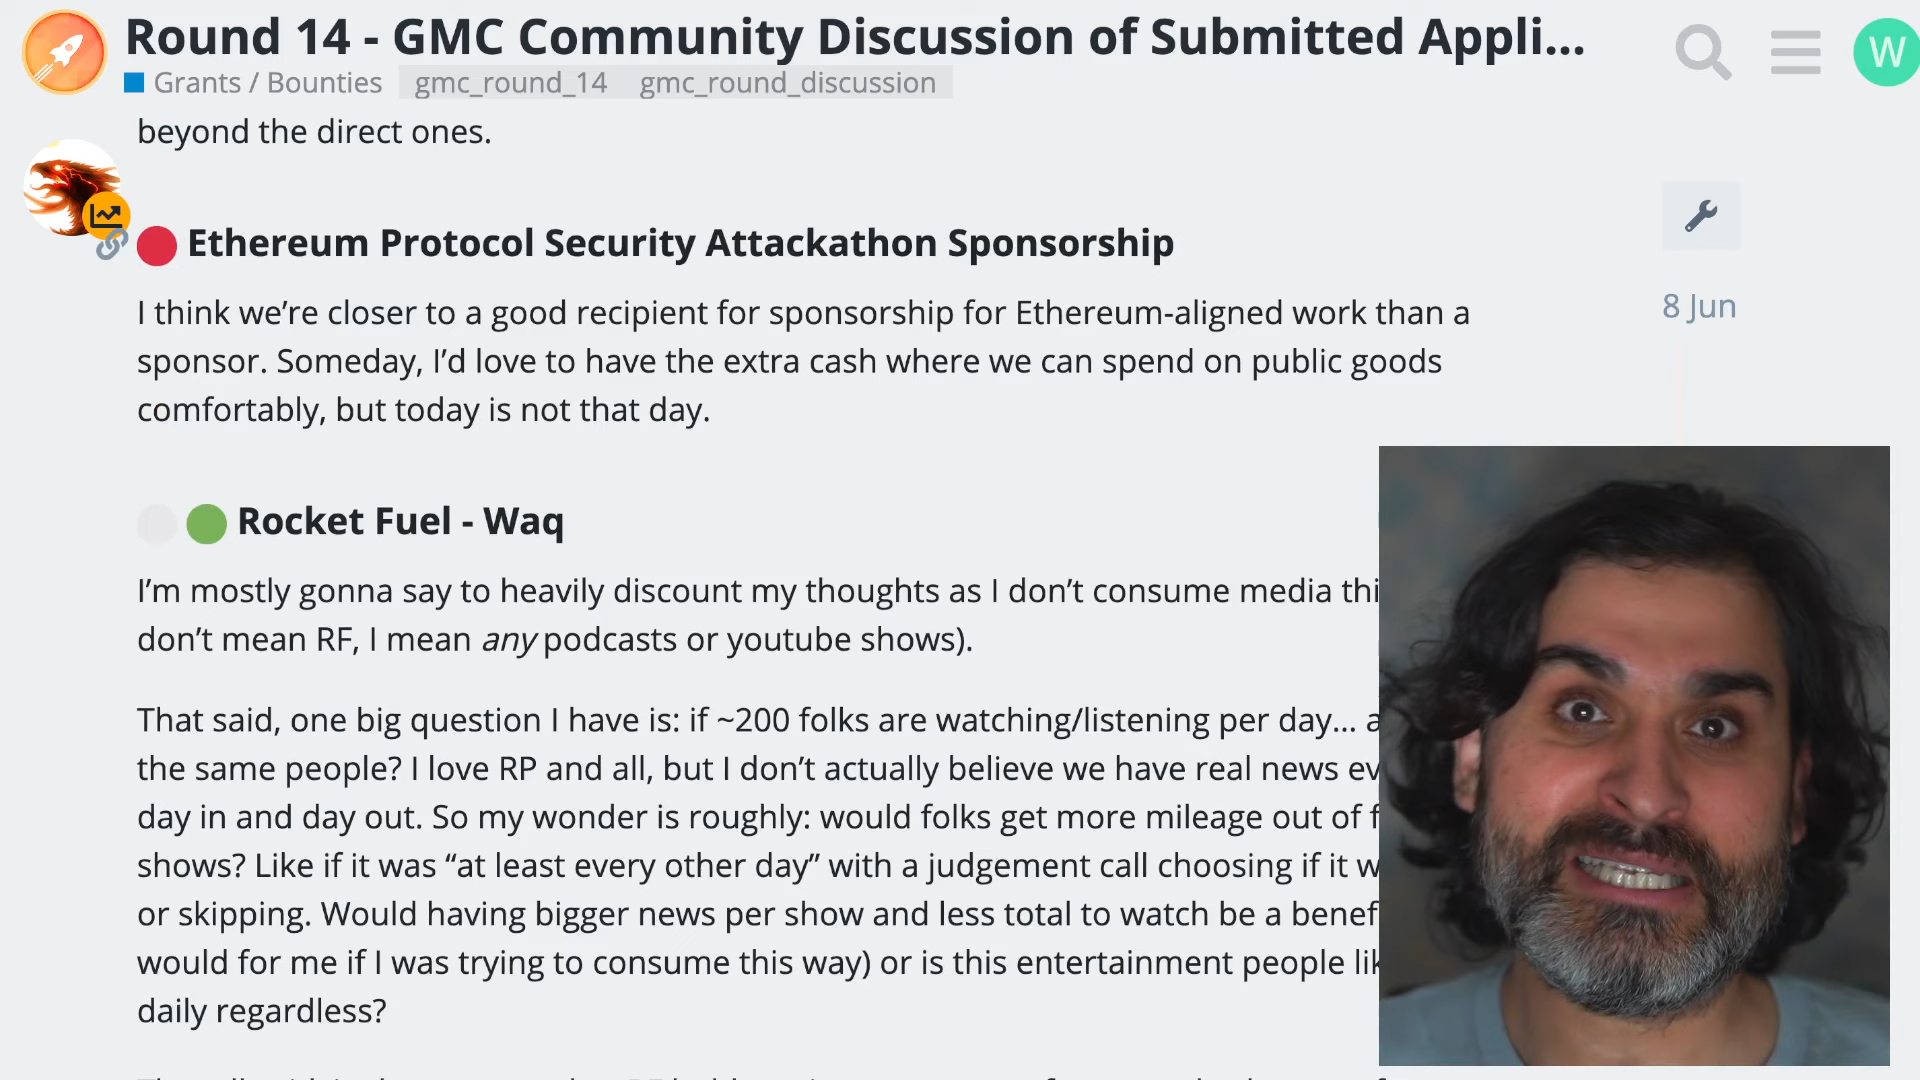 Round 14 - GMC Community Discussion of Submitted Appli...
Grants / Bounties gmc_round_14 gmc_round_discussion
W
beyond the direct ones.
Ethereum Protocol Security Attackathon Sponsorship
8 Jun
I think we’re closer to a good recipient for sponsorship for Ethereum-aligned work than a
sponsor. Someday, I’d love to have the extra cash where we can spend on public goods
comfortably, but today is not that day.
Rocket Fuel - Waq
I’m mostly gonna say to heavily discount my thoughts as I don’t consume media thi
don’t mean RF, I mean any podcasts or youtube shows).
That said, one big question I have is: if ~200 folks are watching/listening per day... a
the same people? I love RP and all, but I don’t actually believe we have real news ev
day in and day out. So my wonder is roughly: would folks get more mileage out of f
shows? Like if it was “at least every other day” with a judgement call choosing if it w
or skipping. Would having bigger news per show and less total to watch be a benef
would for me if I was trying to consume this way) or is this entertainment people lik
daily regardless?